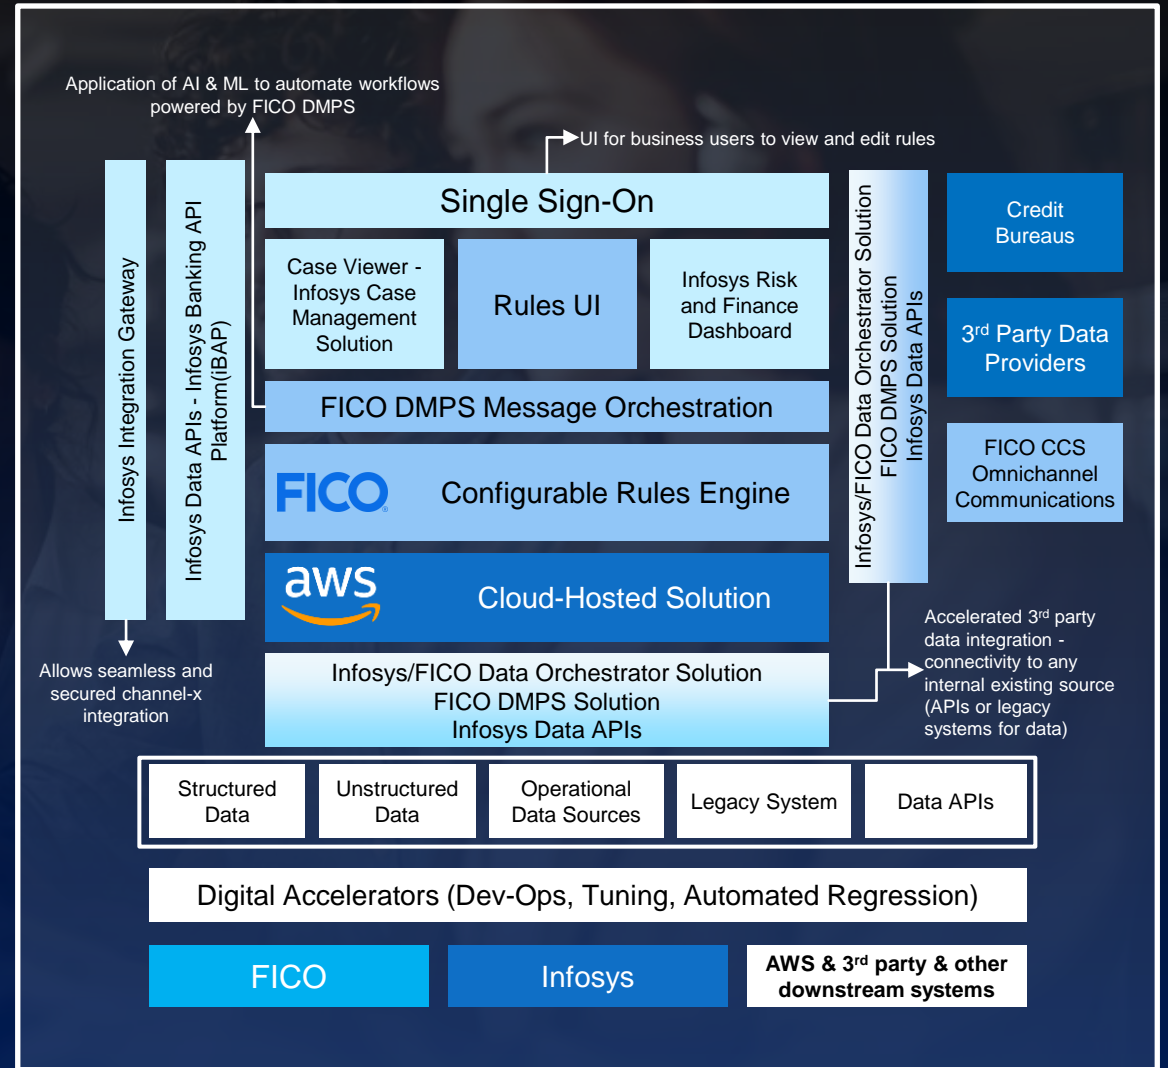 Application of AI & ML to automate workflows
powered by FICO DMPS
UI for business users to view and edit rules
Infosys Integration Gateway
Infosys Data APIs - Infosys Banking API
Platform(iBAP)
Single Sign-On
Case Viewer -
Infosys Case
Management
Solution
Rules UI
Infosys Risk
and Finance
Dashboard
FICO DMPS Message Orchestration
FICO®
Configurable Rules Engine
aws
Cloud-Hosted Solution
Infosys/FICO Data Orchestrator Solution
FICO DMPS Solution
Infosys Data APIs
Infosys/FICO Data Orchestrator Solution
FICO DMPS Solution
Infosys Data APIs
Credit
Bureaus
3rd Party Data
Providers
FICO CCS
Omnichannel
Communications
Allows seamless and
secured channel-x
integration
Accelerated 3rd party
data integration -
connectivity to any
internal existing source
(APIs or legacy
systems for data)
Structured
Data
Unstructured
Data
Operational
Data Sources
Legacy System
Data APIs
Digital Accelerators (Dev-Ops, Tuning, Automated Regression)
FICO
Infosys
AWS & 3rd party & other
downstream systems